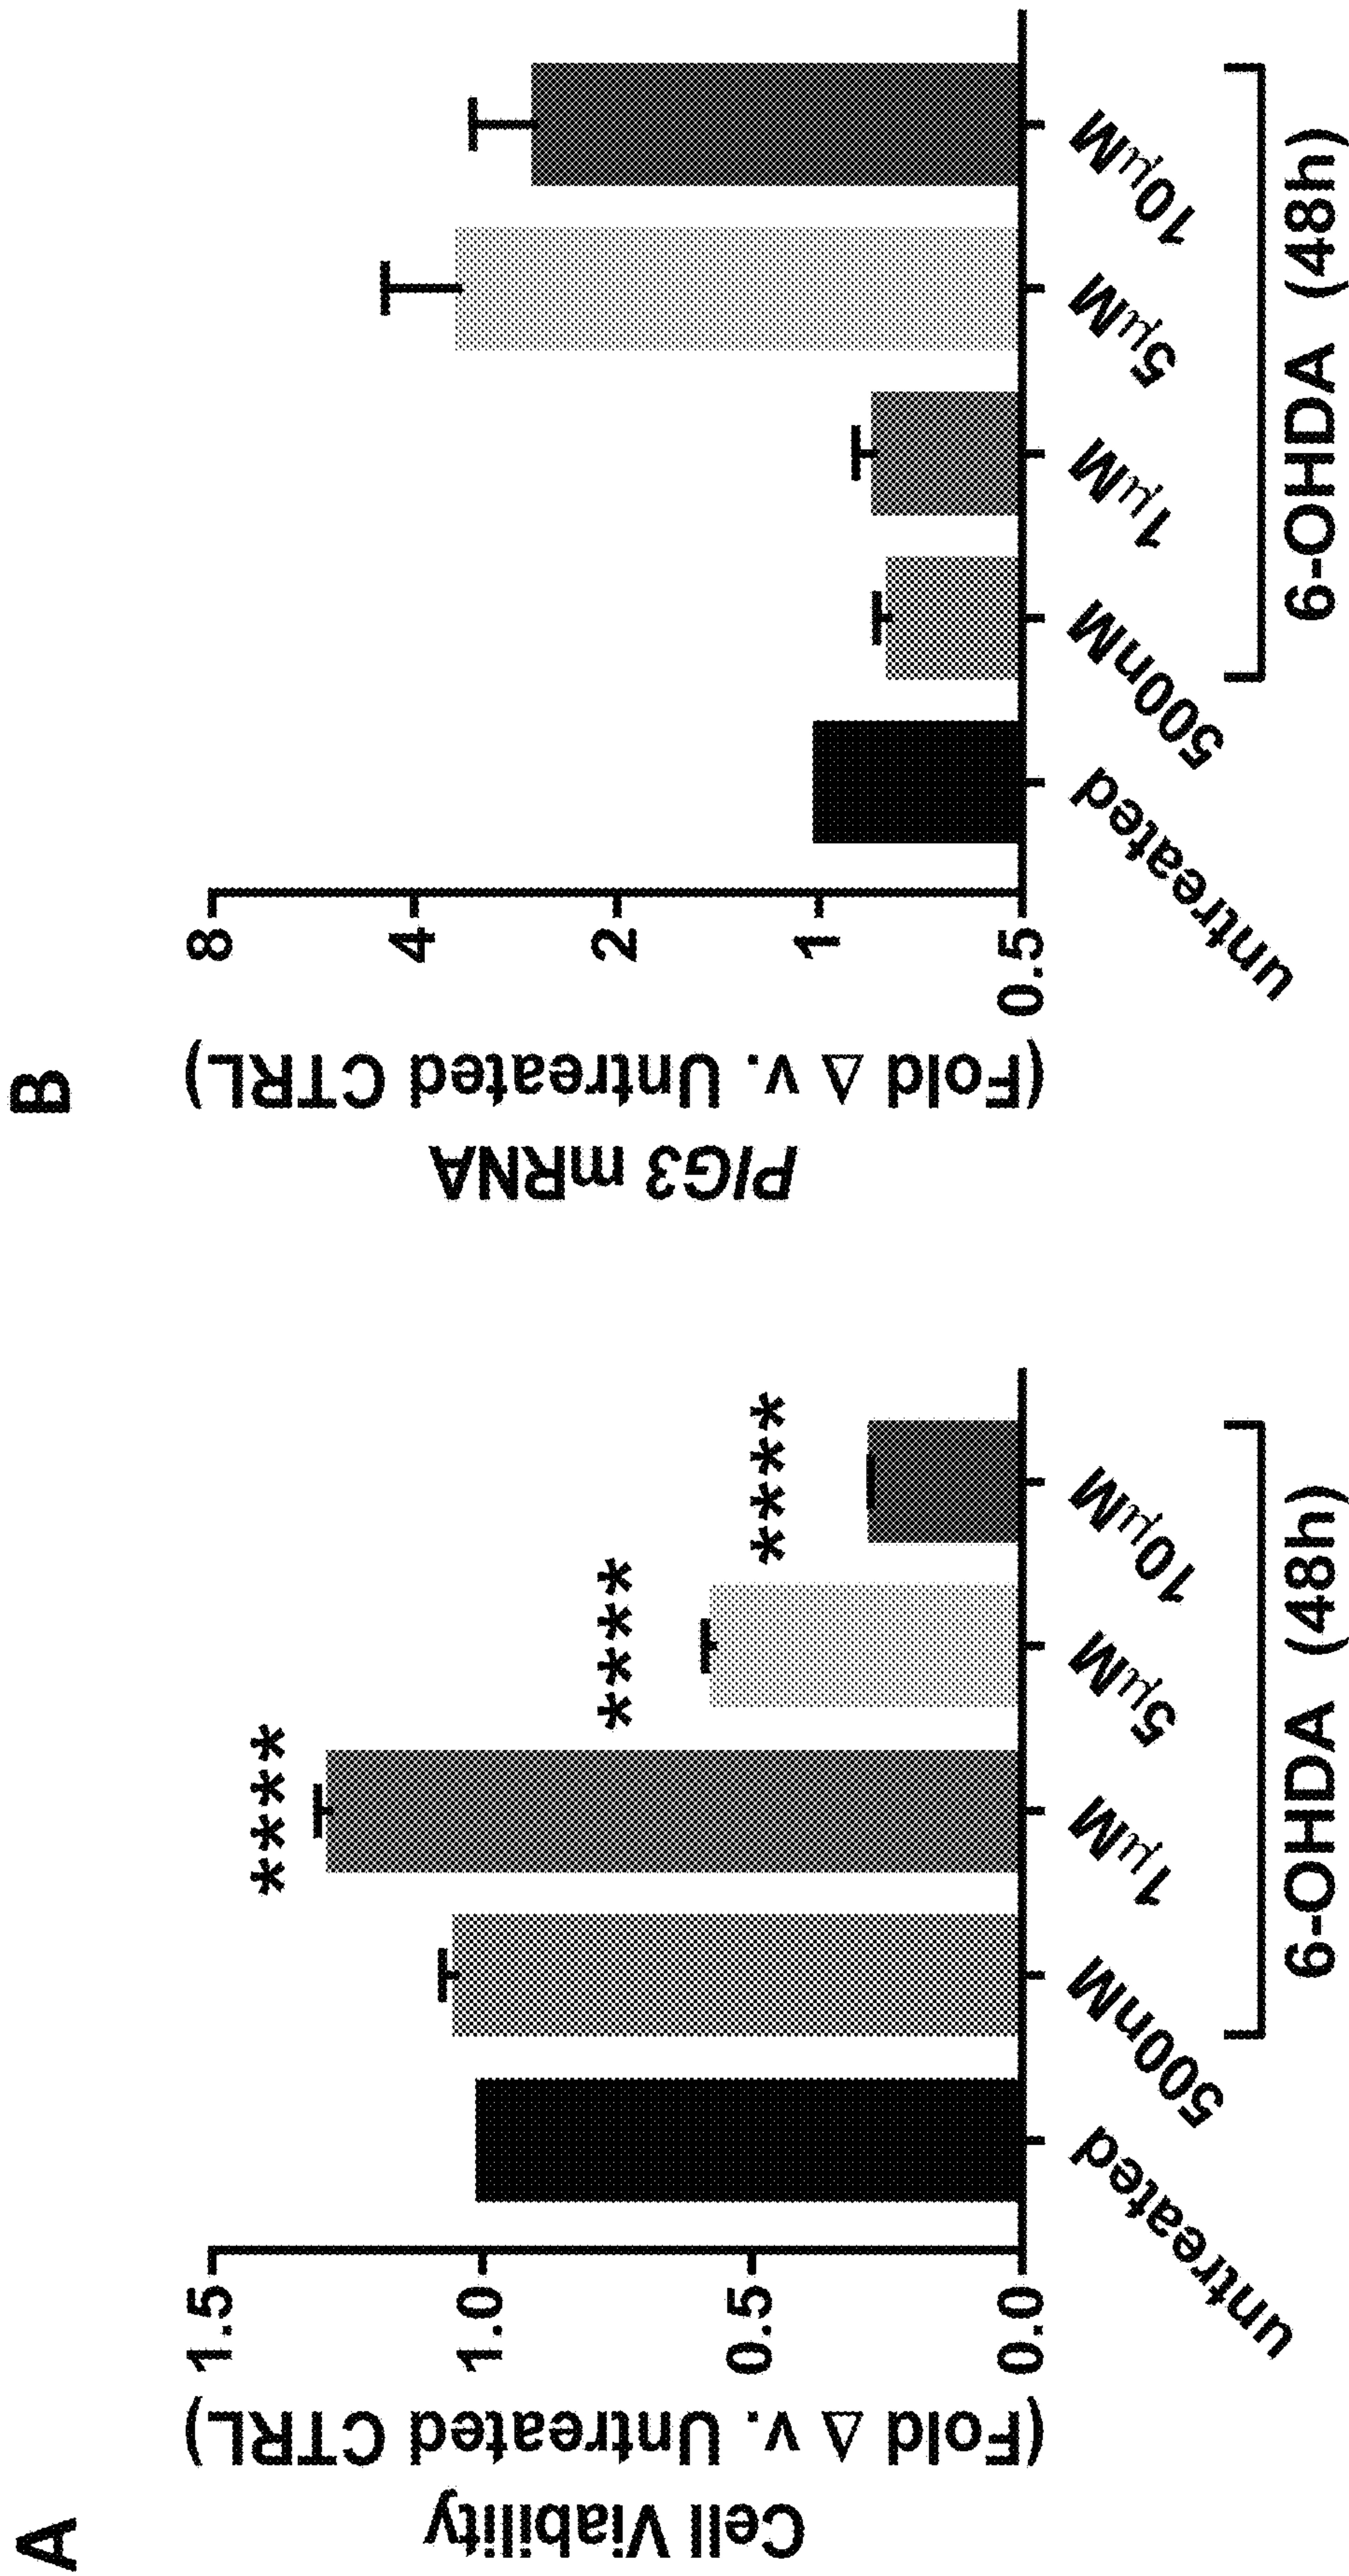 A
Cell Viability
(Fold Δ v. Untreated CTRL)
1.5
1.0
0.5
0.0
****
****
****
untreated
500nM
1µM
5µM
10µM
6-OHDA (48h)
B
PIG3 mRNA
(Fold Δ v. Untreated CTRL)
8
4
2
1
0.5
untreated
500nM
1µM
5µM
10µM
6-OHDA (48h)